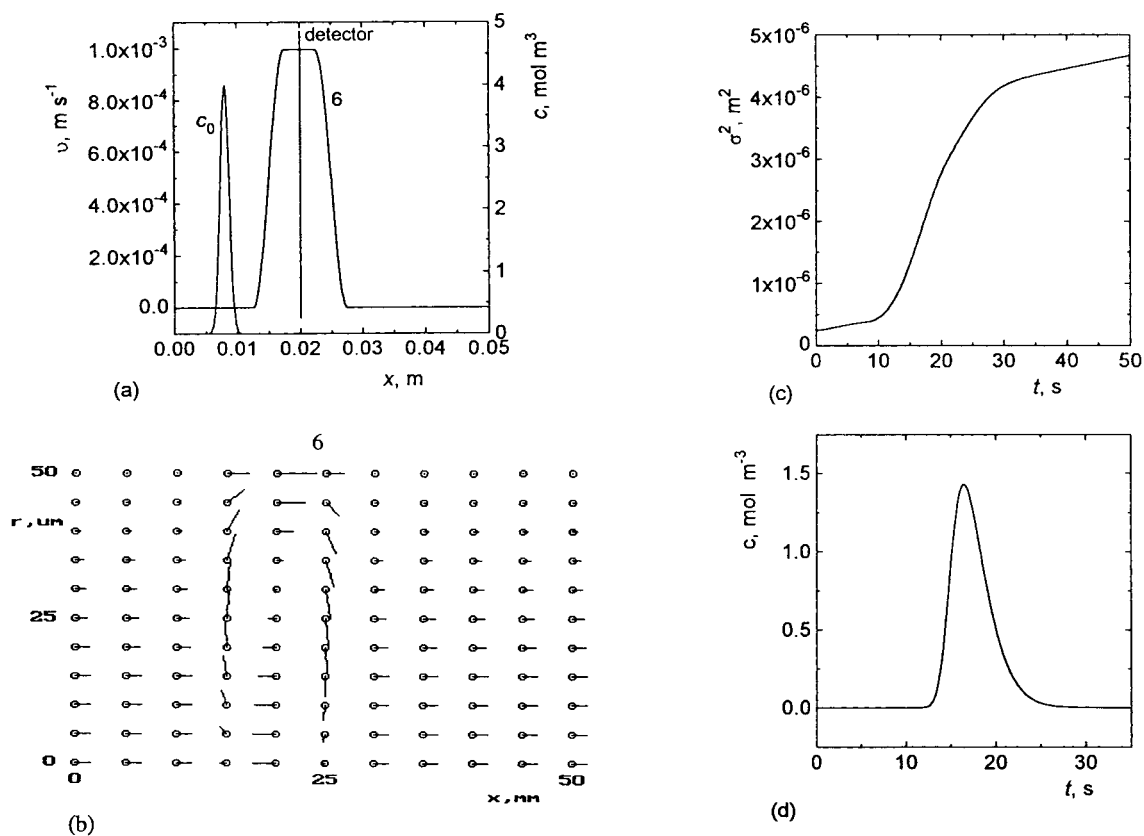 detector
1.0x10⁻³
8.0x10⁻⁴
6.0x10⁻⁴
4.0x10⁻⁴
2.0x10⁻⁴
0.0
υ, m s⁻¹
c₀
6
5
4
3
2
1
0
c, mol m³
0.00 0.01 0.02 0.03 0.04 0.05
x, m
(a)
5x10⁻⁶
4x10⁻⁶
3x10⁻⁶
2x10⁻⁶
1x10⁻⁶
0
σ², m²
0 10 20 30 40 50
t, s
(c)
6
50
r,um
25
0
0 25 50
x,mm
(b)
1.5
1.0
0.5
0.0
c, mol m⁻³
0 10 20 30
t, s
(d)